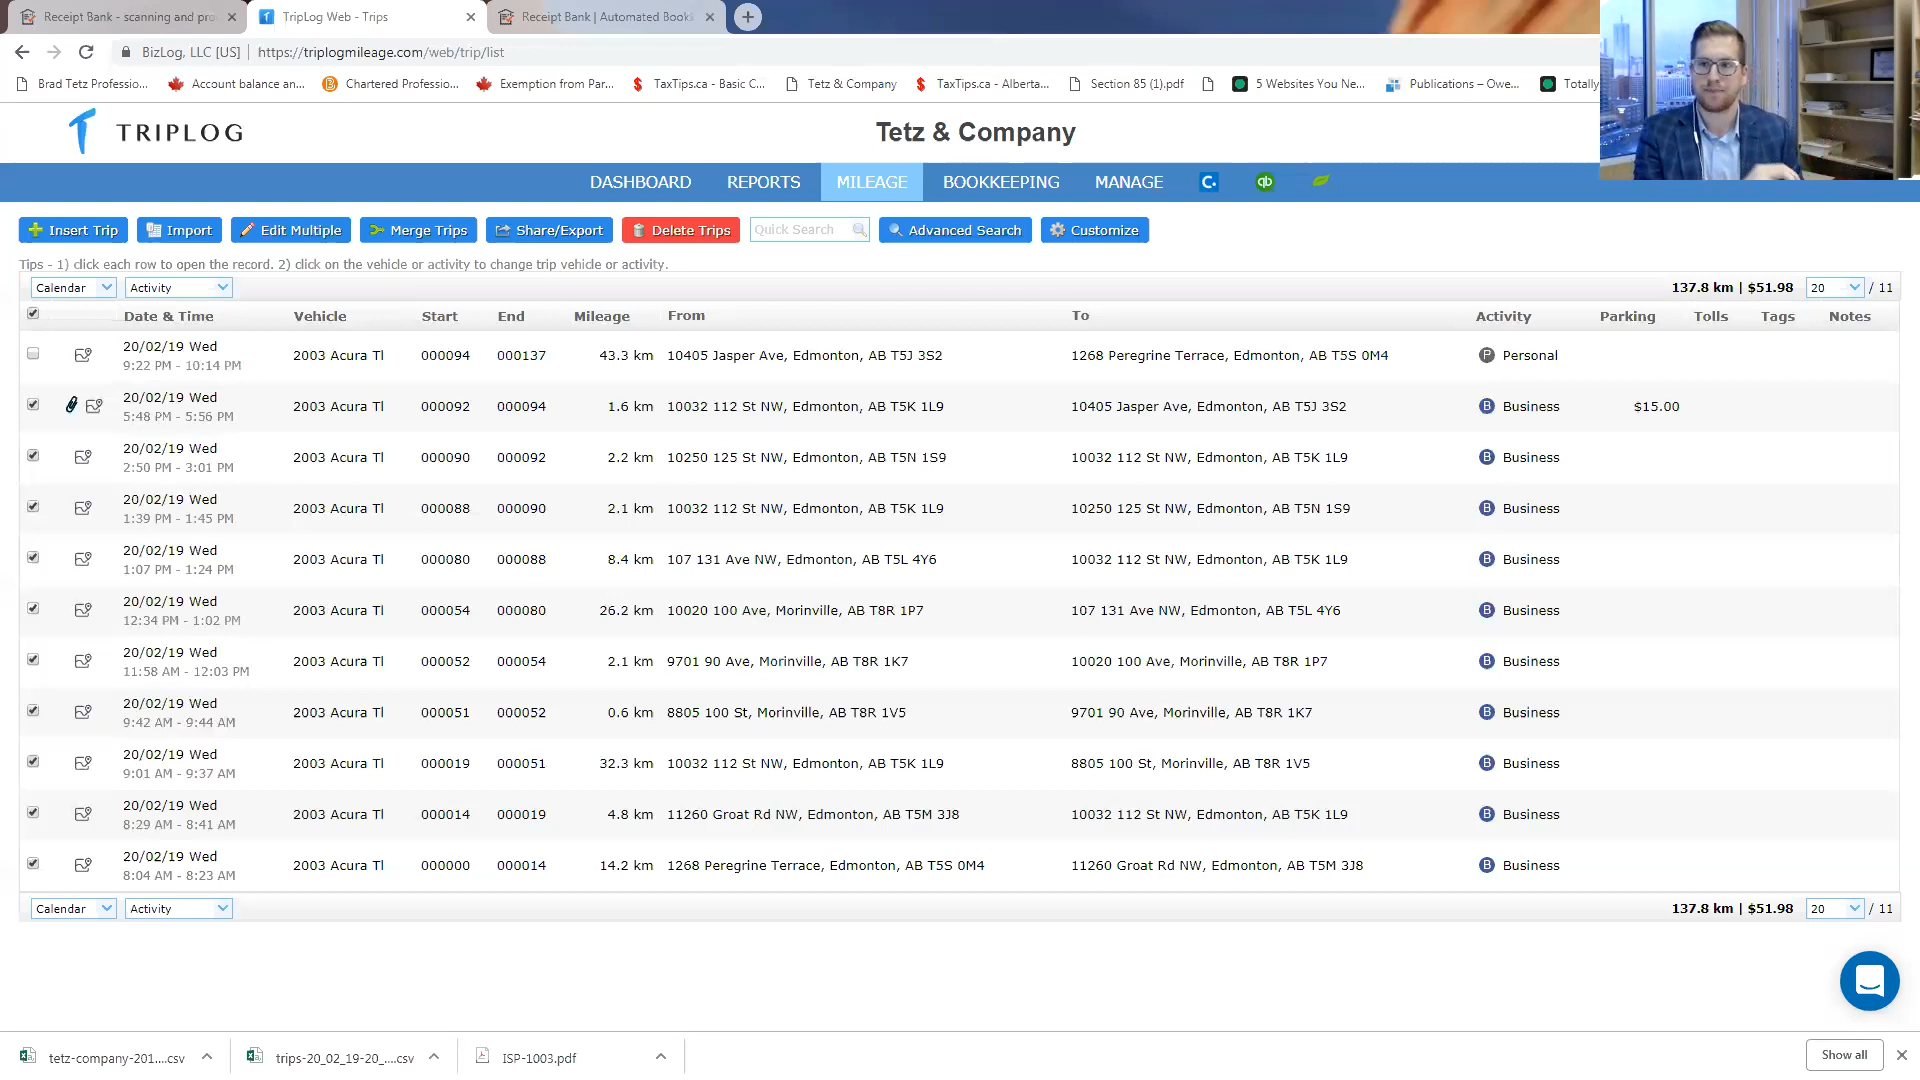 Receipt Bank - scanning and pro
TripLog Web - Trips
Receipt Bank | Automated Books
BizLog, LLC [US] | https://triplogmileage.com/web/trip/list
Brad Tetz Professio... Account balance an... Chartered Professio... Exemption from Par... TaxTips.ca - Basic C... Tetz & Company TaxTips.ca - Alberta... Section 85 (1).pdf 5 Websites You Ne... Publications – Owe... Totally
TRIPLOG
Tetz & Company
DASHBOARD REPORTS MILEAGE BOOKKEEPING MANAGE C. qb
Insert Trip Import Edit Multiple Merge Trips Share/Export Delete Trips Quick Search Advanced Search Customize
Tips - 1) click each row to open the record. 2) click on the vehicle or activity to change trip vehicle or activity.
Calendar Activity 137.8 km | $51.98 20 / 11
Date & Time Vehicle Start End Mileage From To Activity Parking Tolls Tags Notes
20/02/19 Wed
9:22 PM - 10:14 PM 2003 Acura Tl 000094 000137 43.3 km 10405 Jasper Ave, Edmonton, AB T5J 3S2 1268 Peregrine Terrace, Edmonton, AB T5S 0M4 P Personal
20/02/19 Wed
5:48 PM - 5:56 PM 2003 Acura Tl 000092 000094 1.6 km 10032 112 St NW, Edmonton, AB T5K 1L9 10405 Jasper Ave, Edmonton, AB T5J 3S2 B Business $15.00
20/02/19 Wed
2:50 PM - 3:01 PM 2003 Acura Tl 000090 000092 2.2 km 10250 125 St NW, Edmonton, AB T5N 1S9 10032 112 St NW, Edmonton, AB T5K 1L9 B Business
20/02/19 Wed
1:39 PM - 1:45 PM 2003 Acura Tl 000088 000090 2.1 km 10032 112 St NW, Edmonton, AB T5K 1L9 10250 125 St NW, Edmonton, AB T5N 1S9 B Business
20/02/19 Wed
1:07 PM - 1:24 PM 2003 Acura Tl 000080 000088 8.4 km 107 131 Ave NW, Edmonton, AB T5L 4Y6 10032 112 St NW, Edmonton, AB T5K 1L9 B Business
20/02/19 Wed
12:34 PM - 1:02 PM 2003 Acura Tl 000054 000080 26.2 km 10020 100 Ave, Morinville, AB T8R 1P7 107 131 Ave NW, Edmonton, AB T5L 4Y6 B Business
20/02/19 Wed
11:58 AM - 12:03 PM 2003 Acura Tl 000052 000054 2.1 km 9701 90 Ave, Morinville, AB T8R 1K7 10020 100 Ave, Morinville, AB T8R 1P7 B Business
20/02/19 Wed
9:42 AM - 9:44 AM 2003 Acura Tl 000051 000052 0.6 km 8805 100 St, Morinville, AB T8R 1V5 9701 90 Ave, Morinville, AB T8R 1K7 B Business
20/02/19 Wed
9:01 AM - 9:37 AM 2003 Acura Tl 000019 000051 32.3 km 10032 112 St NW, Edmonton, AB T5K 1L9 8805 100 St, Morinville, AB T8R 1V5 B Business
20/02/19 Wed
8:29 AM - 8:41 AM 2003 Acura Tl 000014 000019 4.8 km 11260 Groat Rd NW, Edmonton, AB T5M 3J8 10032 112 St NW, Edmonton, AB T5K 1L9 B Business
20/02/19 Wed
8:04 AM - 8:23 AM 2003 Acura Tl 000000 000014 14.2 km 1268 Peregrine Terrace, Edmonton, AB T5S 0M4 11260 Groat Rd NW, Edmonton, AB T5M 3J8 B Business
Calendar Activity 137.8 km | $51.98 20 / 11
tetz-company-201....csv trips-20_02_19-20_....csv ISP-1003.pdf Show all